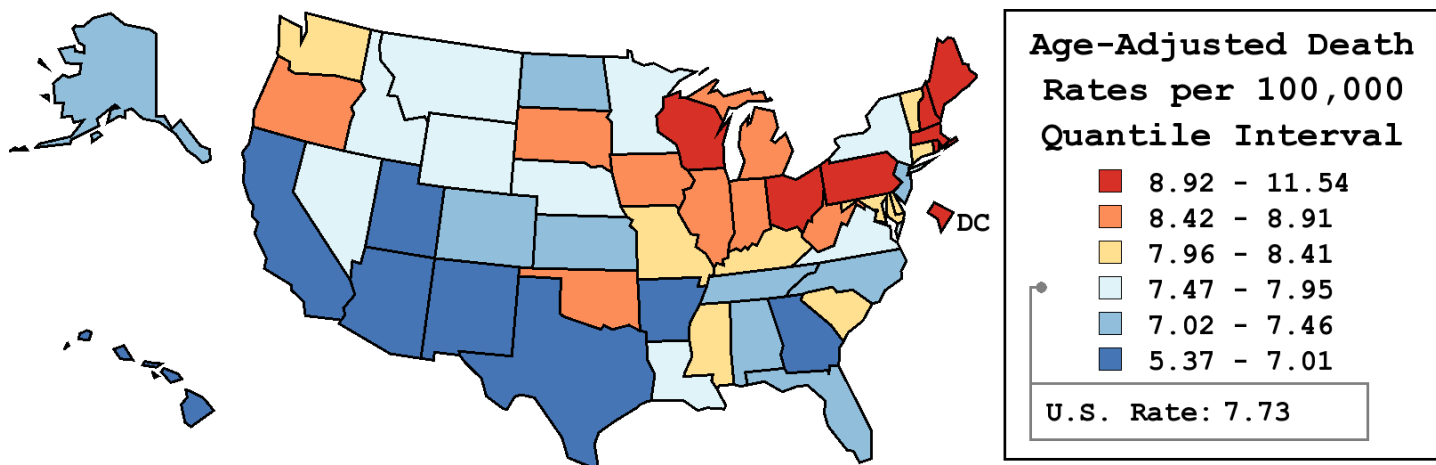 Age-Adjusted Death
Rates per 100,000
Quantile Interval
8.92 - 11.54
8.42 - 8.91
7.96 - 8.41
7.47 - 7.95
7.02 - 7.46
5.37 - 7.01
U.S. Rate: 7.73
DC